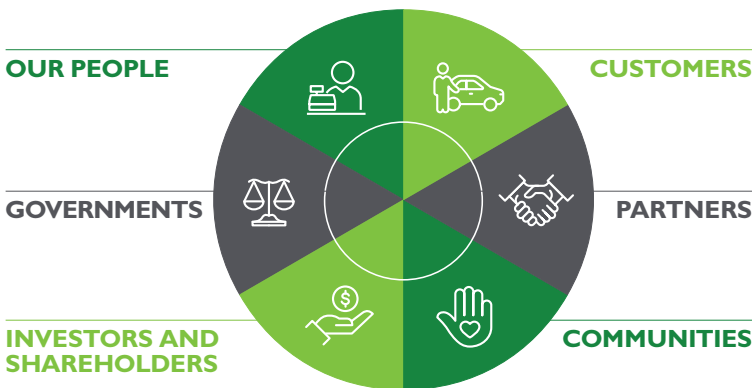 OUR PEOPLE
CUSTOMERS
GOVERNMENTS
PARTNERS
INVESTORS AND
SHAREHOLDERS
COMMUNITIES
$